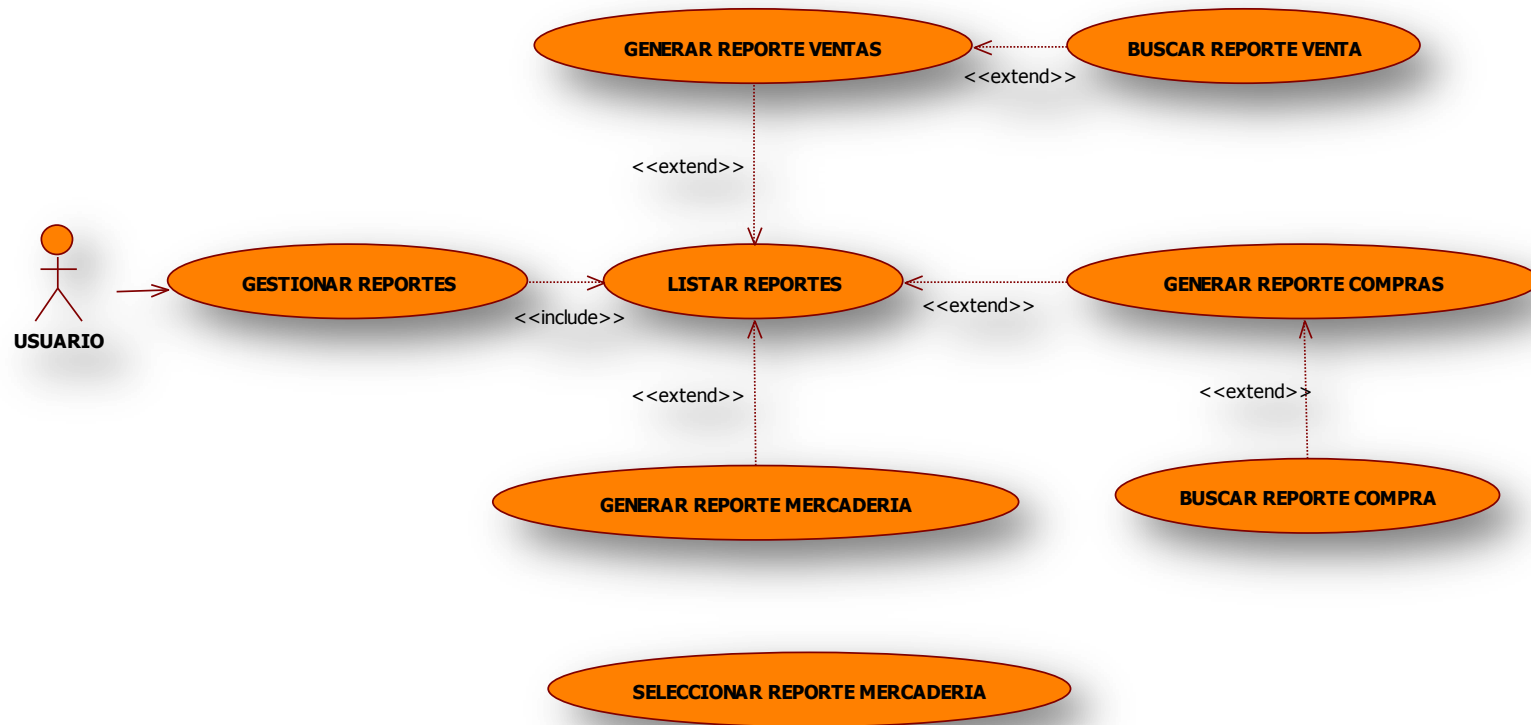 GENERAR REPORTE VENTAS
BUSCAR REPORTE VENTA
<<extend>>
<<extend>>
GESTIONAR REPORTES
LISTAR REPORTES
GENERAR REPORTE COMPRAS
<<include>>
<<extend>>
USUARIO
<<extend>>
<<extend>>
GENERAR REPORTE MERCADERIA
BUSCAR REPORTE COMPRA
SELECCIONAR REPORTE MERCADERIA